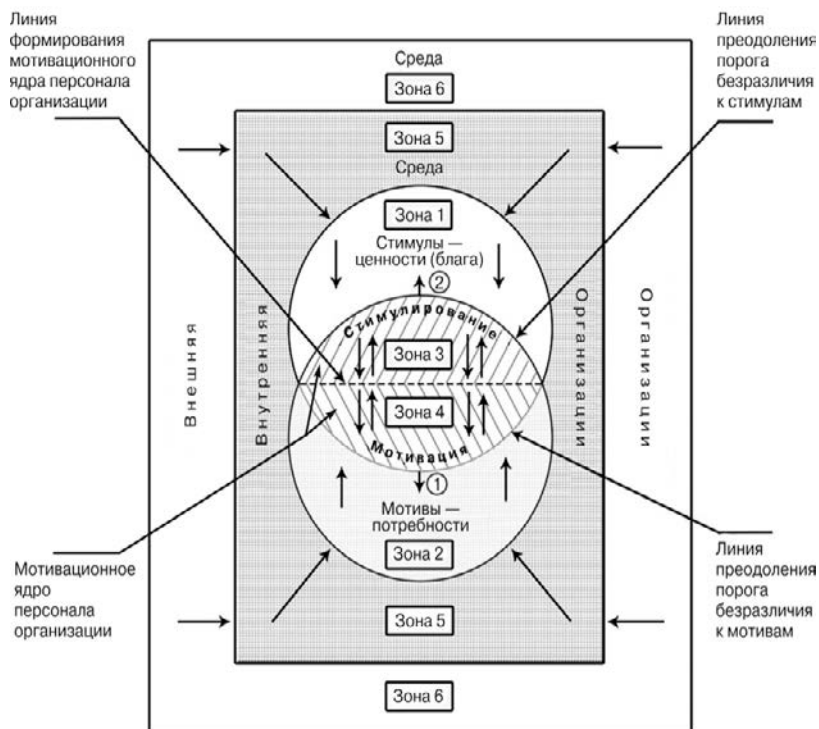 Линия
формирования
мотивационного
ядра персонала
организации
Линия
преодоления
порога
безразличия
к стимулам
Среда
Зона 6
Зона 5
Среда
Зона 1
Стимулы —
ценности (блага)
2
Стимулирование
Зона 3
Зона 4
Мотивация
1
Мотивы —
потребности
Зона 2
Зона 5
Зона 6
Внешняя
Внутренняя
Организации
Организации
Мотивационное
ядро
персонала
организации
Линия
преодоления
порога
безразличия
к мотивам